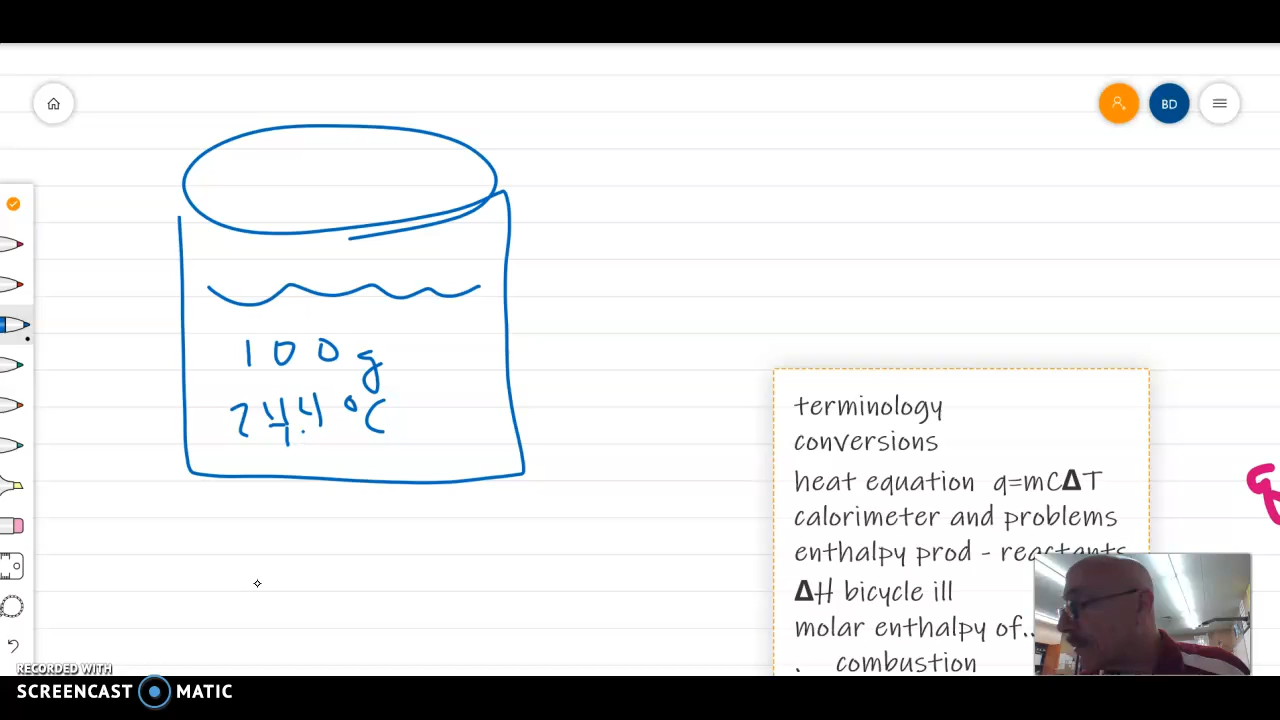 BD
100g
24.4 °C
terminology
conversions
heat equation q=mCΔT
calorimeter and problems
enthalpy prod - reactants
ΔH bicycle ill
molar enthalpy of..
combustion
RECORDED WITH
SCREENCAST MATIC